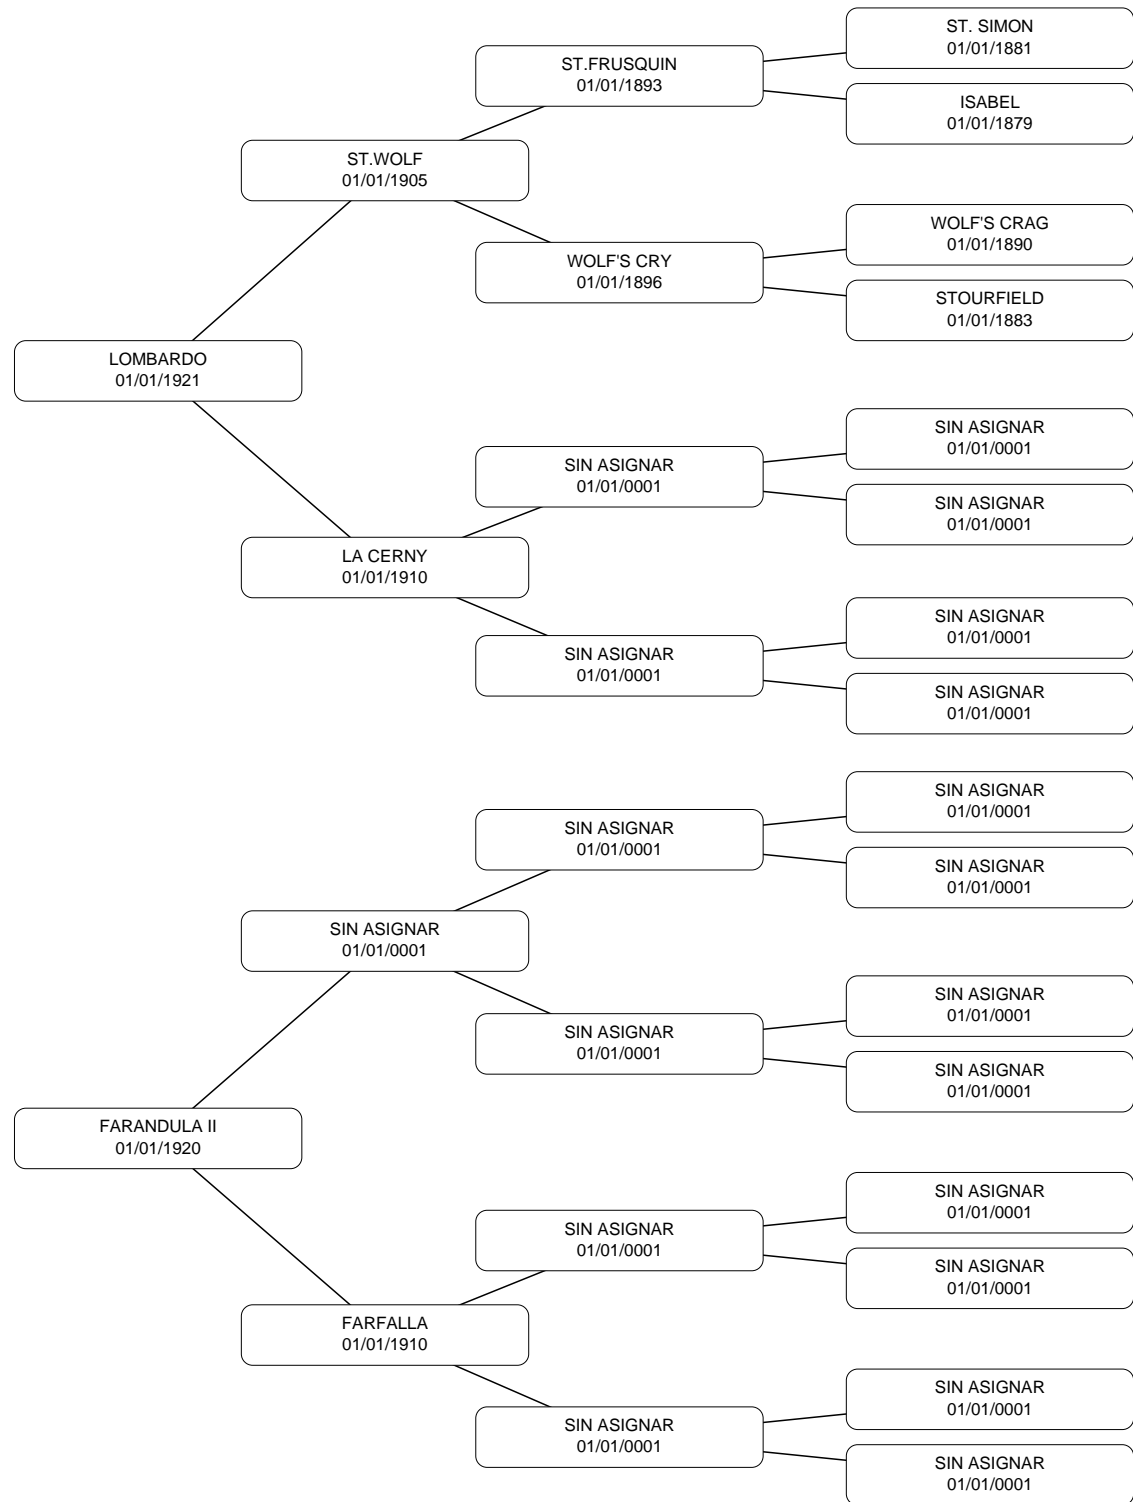 ST. SIMON
01/01/1881
ST.FRUSQUIN
01/01/1893
ISABEL
01/01/1879
ST.WOLF
01/01/1905
WOLF'S CRAG
01/01/1890
WOLF'S CRY
01/01/1896
STOURFIELD
01/01/1883
LOMBARDO
01/01/1921
SIN ASIGNAR
01/01/0001
SIN ASIGNAR
01/01/0001
SIN ASIGNAR
01/01/0001
LA CERNY
01/01/1910
SIN ASIGNAR
01/01/0001
SIN ASIGNAR
01/01/0001
SIN ASIGNAR
01/01/0001
SIN ASIGNAR
01/01/0001
SIN ASIGNAR
01/01/0001
SIN ASIGNAR
01/01/0001
SIN ASIGNAR
01/01/0001
SIN ASIGNAR
01/01/0001
SIN ASIGNAR
01/01/0001
SIN ASIGNAR
01/01/0001
FARANDULA II
01/01/1920
SIN ASIGNAR
01/01/0001
SIN ASIGNAR
01/01/0001
SIN ASIGNAR
01/01/0001
FARFALLA
01/01/1910
SIN ASIGNAR
01/01/0001
SIN ASIGNAR
01/01/0001
SIN ASIGNAR
01/01/0001